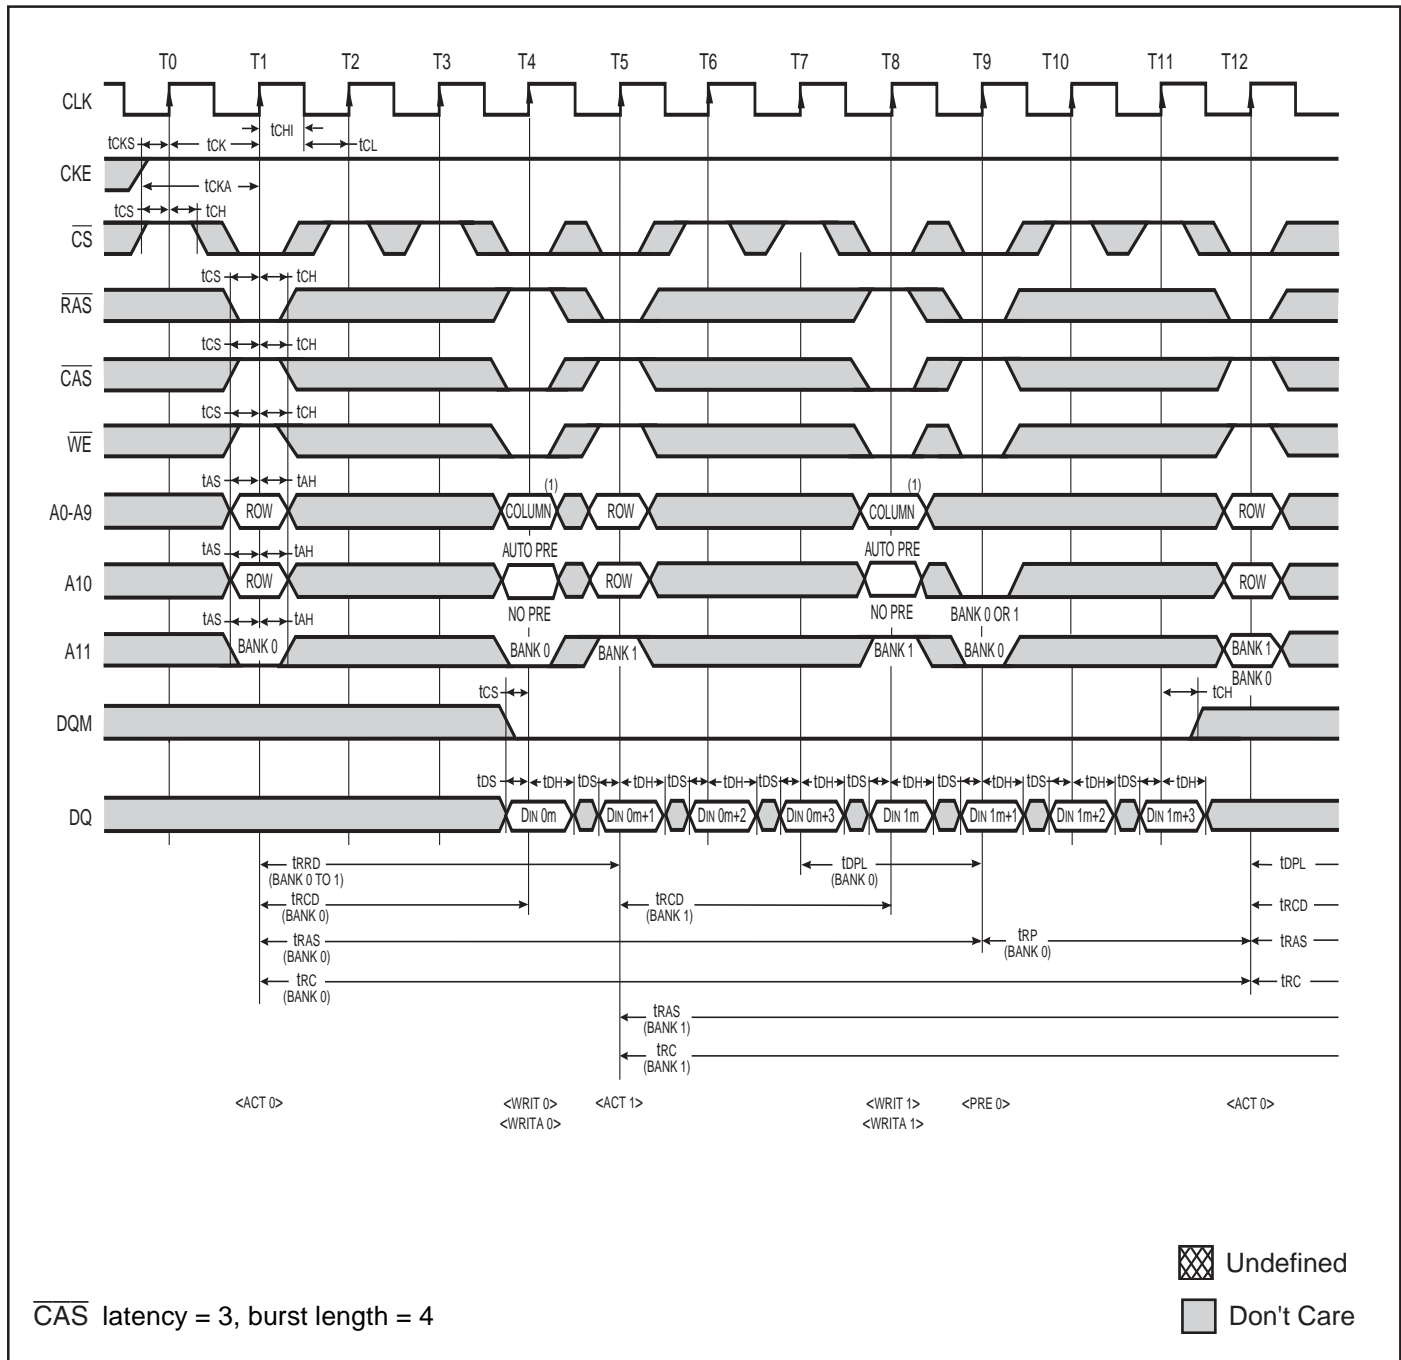 T0 T1 T2 T3 T4 T5 T6 T7 T8 T9 T10 T11 T12
CLK
tCHI
tCKS tCK tCL
CKE
tCKA
tCS tCH
CS
tCS tCH
RAS
tCS tCH
CAS
tCS tCH
WE
tAS tAH (1) (1)
A0-A9 ROW COLUMN ROW COLUMN ROW
tAS tAH AUTO PRE AUTO PRE
A10 ROW ROW ROW
tAS tAH NO PRE NO PRE BANK 0 OR 1
A11 BANK 0 BANK 0 BANK 1 BANK 1 BANK 0 BANK 1
BANK 0
tCS tCH
DQM
tDS tDH tDS tDH tDS tDH tDS tDH tDS tDH tDS tDH tDS tDH tDS tDH
DQ DIN 0m DIN 0m+1 DIN 0m+2 DIN 0m+3 DIN 1m DIN 1m+1 DIN 1m+2 DIN 1m+3
tRRD tDPL tDPL
(BANK 0 TO 1) (BANK 0)
tRCD tRCD tRCD
(BANK 0) (BANK 1)
tRAS tRP tRAS
(BANK 0) (BANK 0)
tRC tRC
(BANK 0)
tRAS
(BANK 1)
tRC
(BANK 1)
<ACT 0> <WRIT 0> <ACT 1> <WRIT 1> <PRE 0> <ACT 0>
<WRITA 0> <WRITA 1>
Undefined
CAS latency = 3, burst length = 4
Don't Care